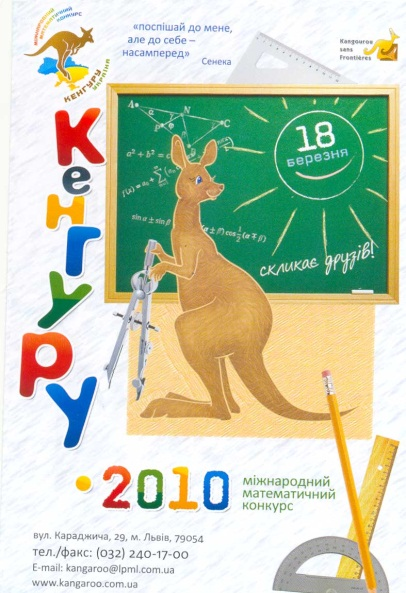 МІЖНАРОДНИЙ
МАТЕМАТИЧНИЙ
КОНКУРС
КЕНГУРУ
УКРАЇНА
«поспішай до мене,
але до себе –
насамперед»
Сенека
Kangourou
sans
Frontières
Кенгуру
A
N
C
18
березня
скликає друзів!
·2010
міжнародний
математичний
конкурс
вул. Караджича, 29, м. Львів, 79054
тел./факс: (032) 240-17-00
E-mail: kangaroo@lpml.com.ua
www.kangaroo.com.ua